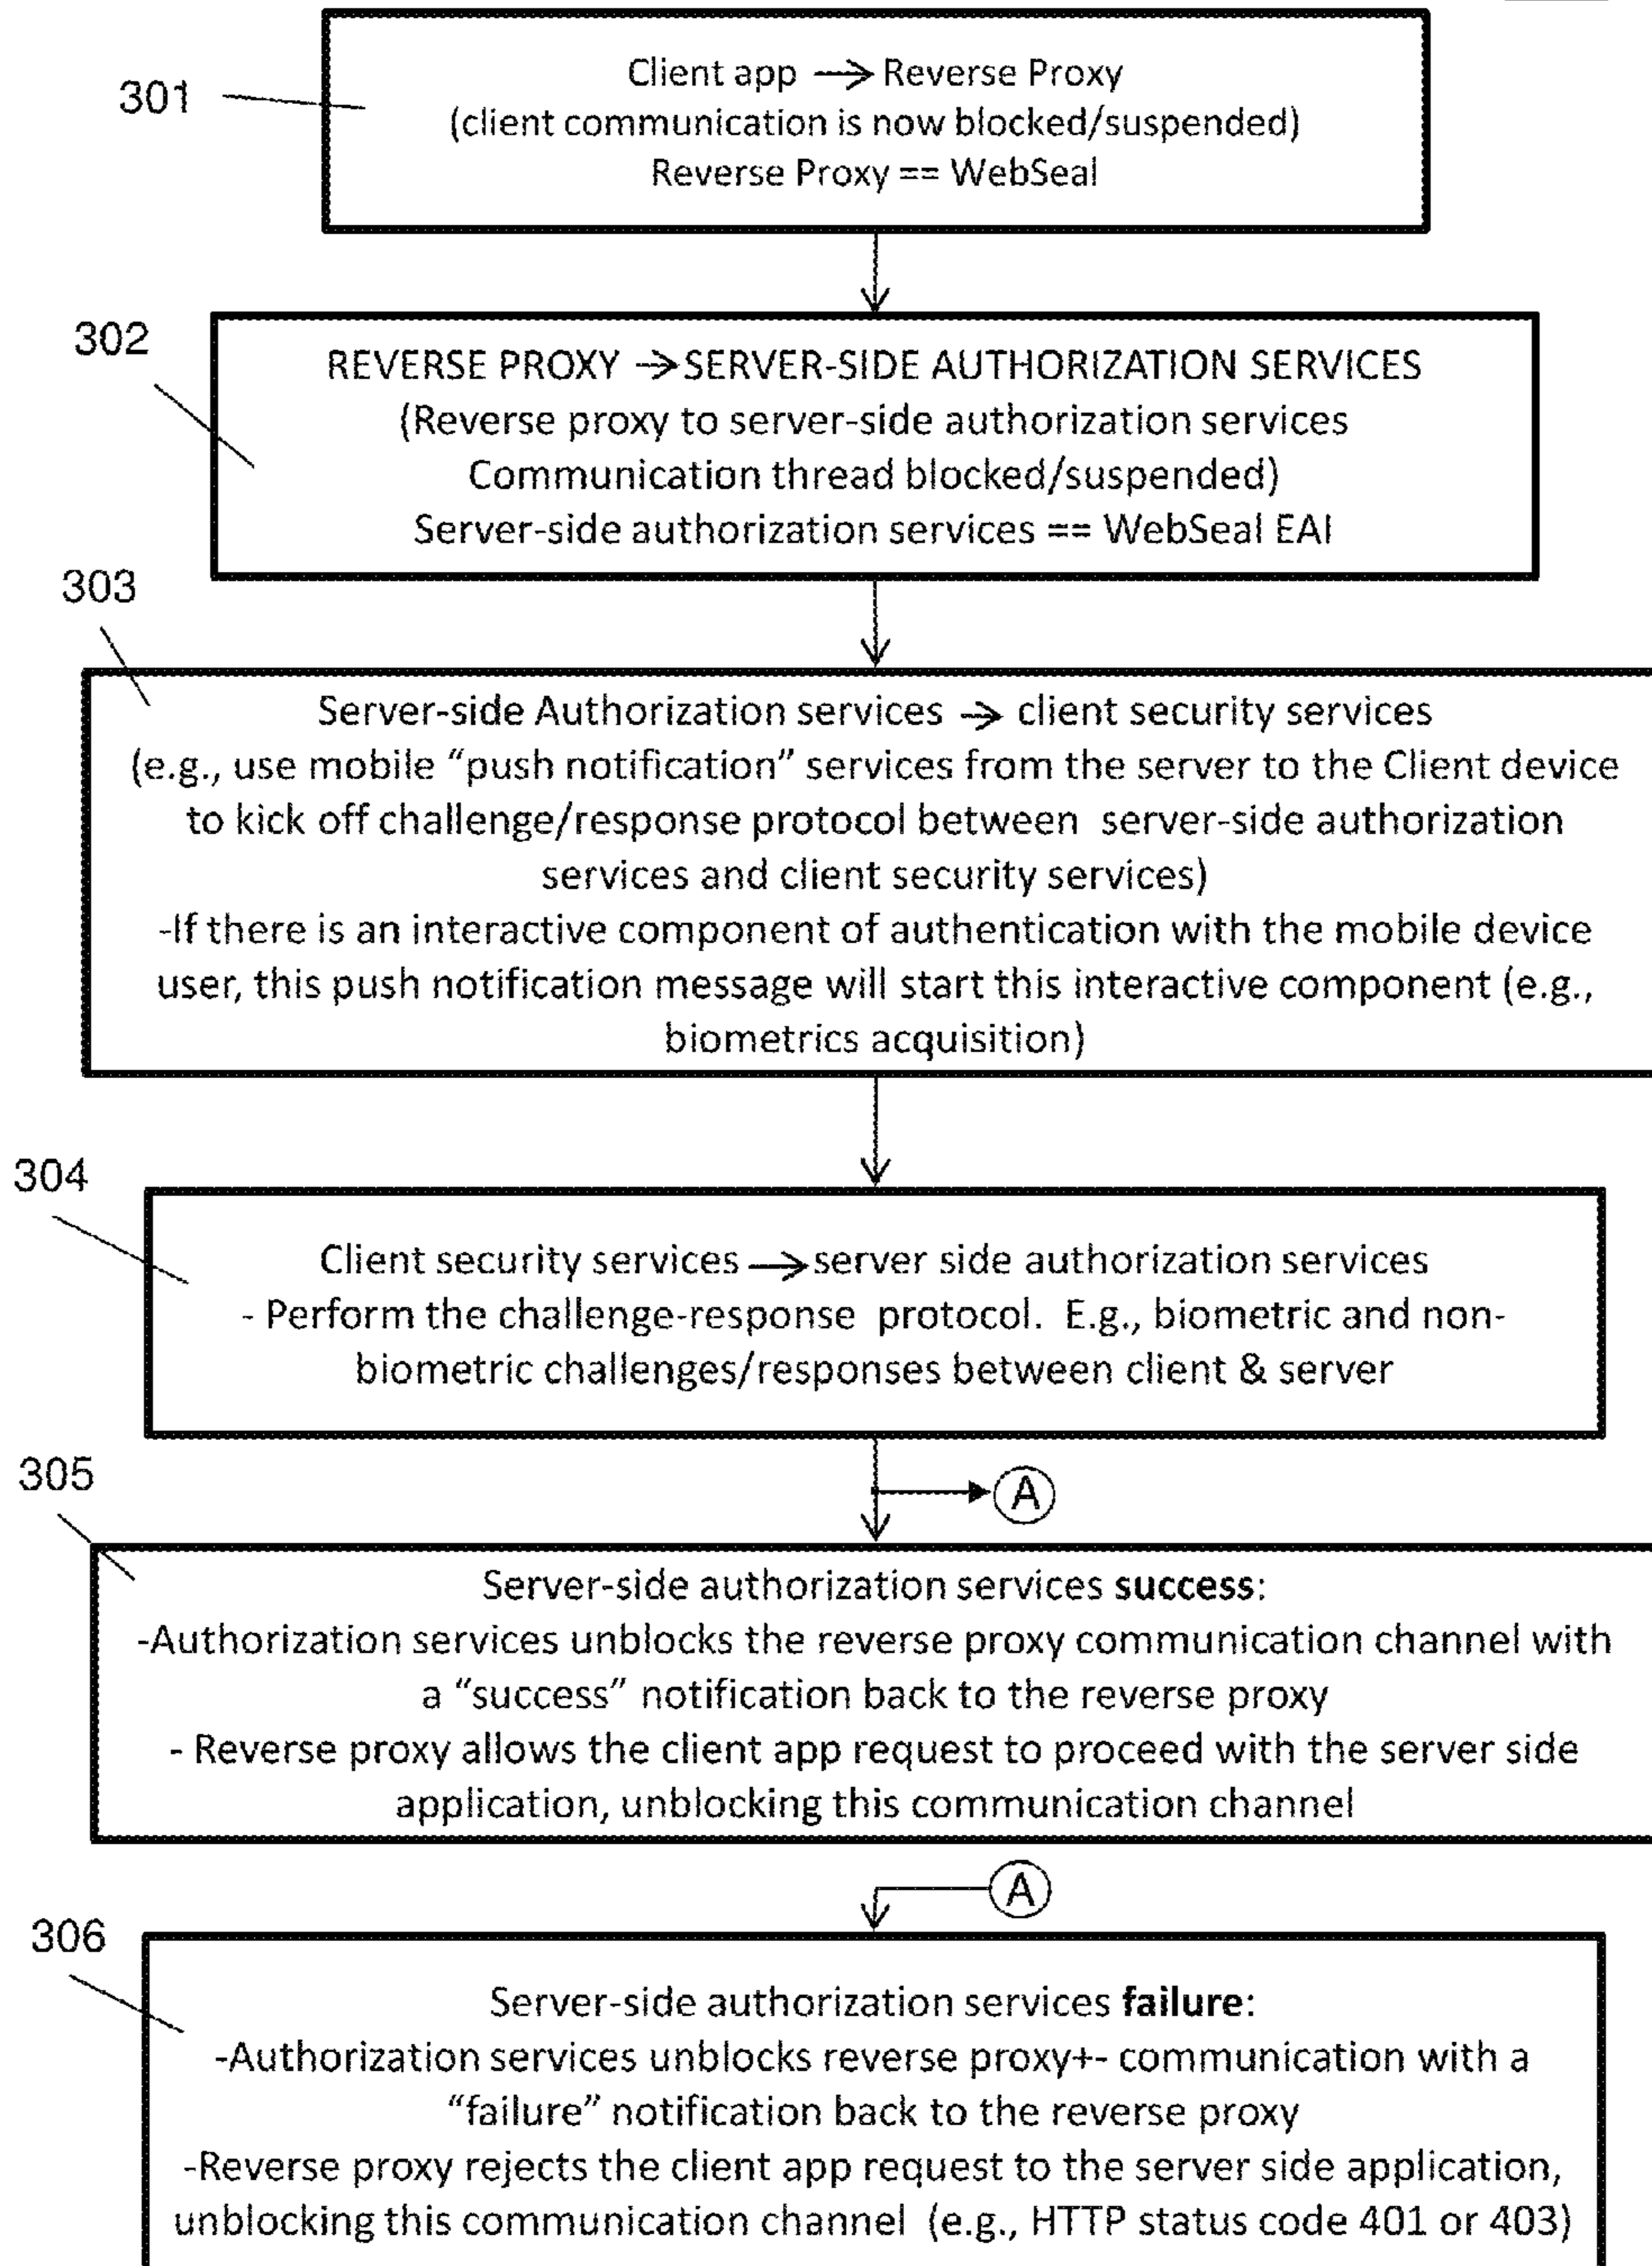 301
Client app → Reverse Proxy
(client communication is now blocked/suspended)
Reverse Proxy == WebSeal
302
REVERSE PROXY → SERVER-SIDE AUTHORIZATION SERVICES
(Reverse proxy to server-side authorization services
Communication thread blocked/suspended)
Server-side authorization services == WebSeal EAI
303
Server-side Authorization services → client security services
(e.g., use mobile “push notification” services from the server to the Client device
to kick off challenge/response protocol between server-side authorization
services and client security services)
-If there is an interactive component of authentication with the mobile device
user, this push notification message will start this interactive component (e.g.,
biometrics acquisition)
304
Client security services → server side authorization services
- Perform the challenge-response protocol. E.g., biometric and non-
biometric challenges/responses between client & server
A
305
Server-side authorization services success:
-Authorization services unblocks the reverse proxy communication channel with
a “success” notification back to the reverse proxy
- Reverse proxy allows the client app request to proceed with the server side
application, unblocking this communication channel
A
306
Server-side authorization services failure:
-Authorization services unblocks reverse proxy+- communication with a
“failure” notification back to the reverse proxy
-Reverse proxy rejects the client app request to the server side application,
unblocking this communication channel (e.g., HTTP status code 401 or 403)